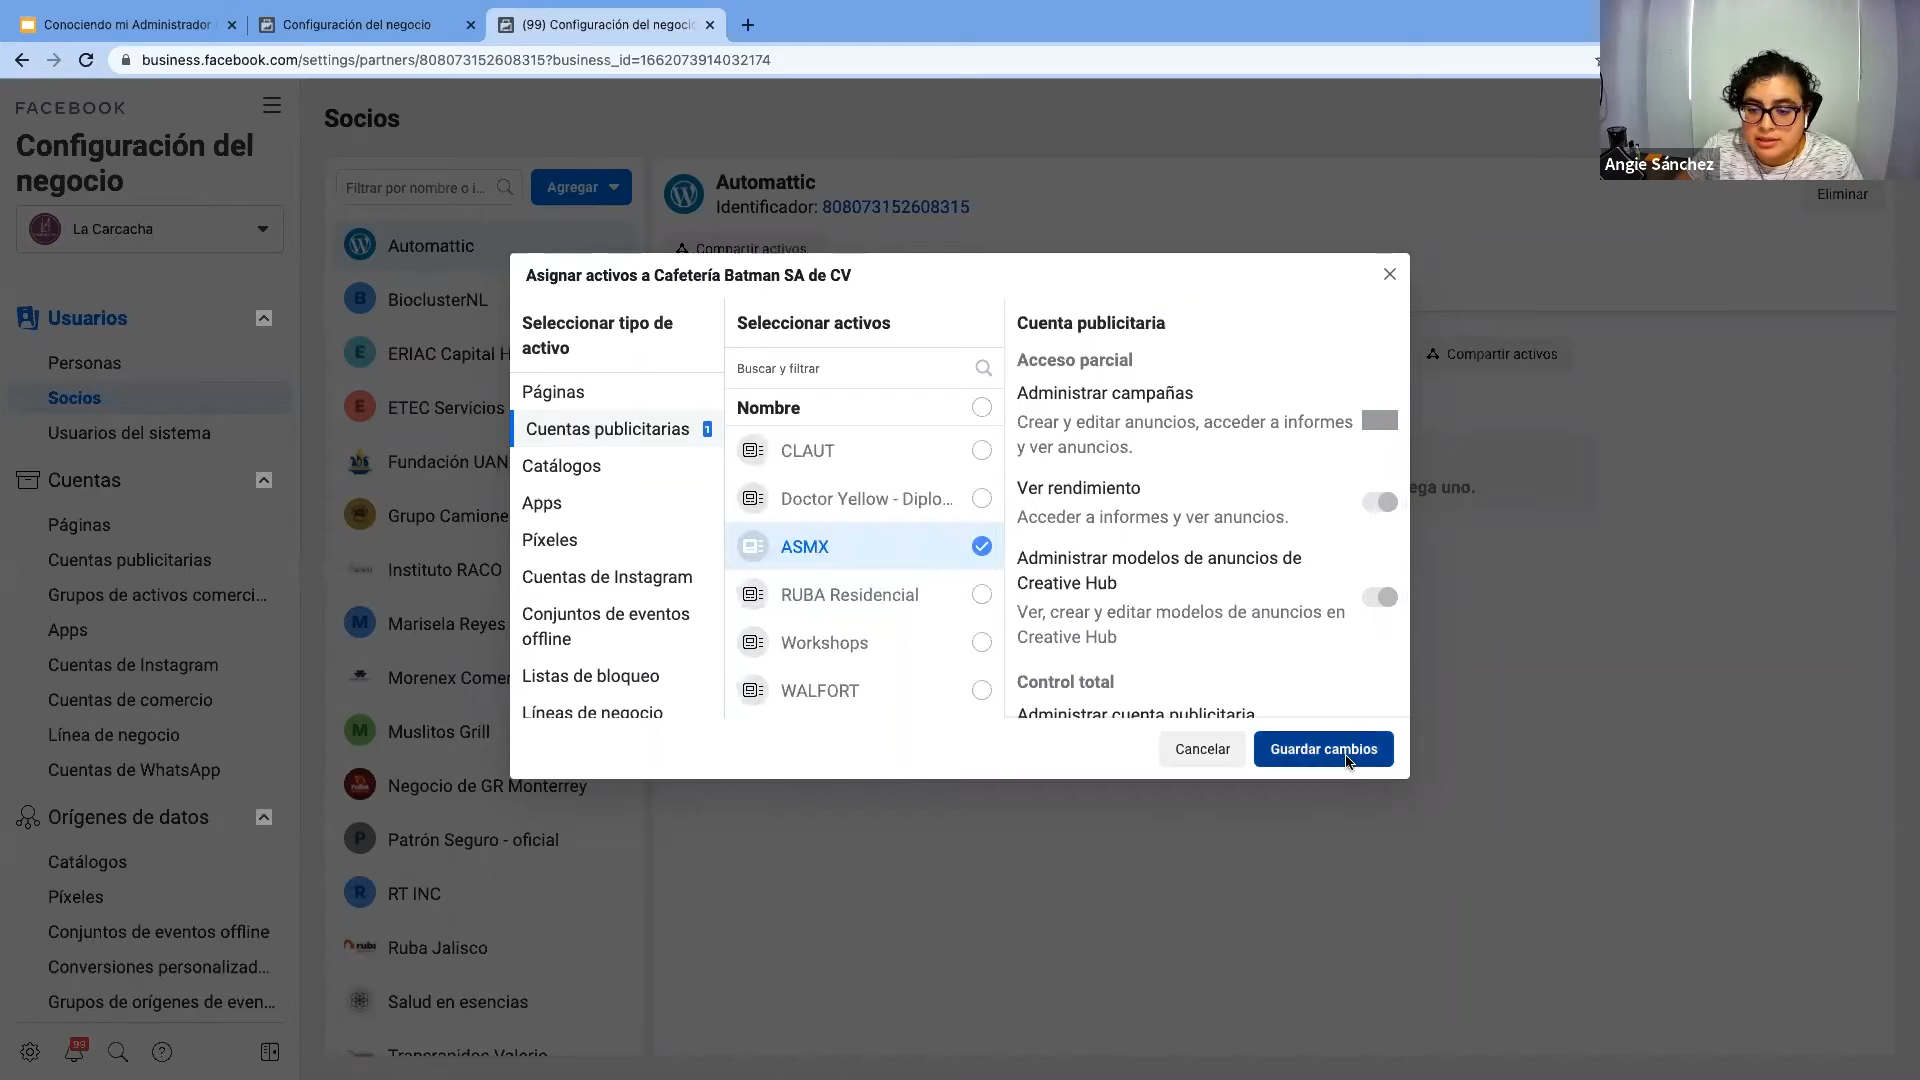 Conociendo mi Administrador
Configuración del negocio
(99) Configuración del negocio
business.facebook.com/settings/partners/808073152608315?business_id=1662073914032174
Angie Sánchez
FACEBOOK
Configuración del
negocio
La Carcacha
Usuarios
Personas
Socios
Usuarios del sistema
Cuentas
Páginas
Cuentas publicitarias
Grupos de activos comerci...
Apps
Cuentas de Instagram
Cuentas de comercio
Línea de negocio
Cuentas de WhatsApp
Orígenes de datos
Catálogos
Píxeles
Conjuntos de eventos offline
Conversiones personalizad...
Grupos de orígenes de even...
99
Socios
Filtrar por nombre o i...
Agregar
Automattic
B BioclusterNL
E ERIAC Capital H
E ETEC Servicios
Fundación UAN
Grupo Camione
Instituto RACO
M Marisela Reyes
Morenex Comer
M Muslitos Grill
Negocio de GR Monterrey
P Patrón Seguro - oficial
R RT INC
Ruba Jalisco
Salud en esencias
Transrapidos Valerio
Automattic
Identificador: 808073152608315
Eliminar
Compartir activos
Compartir activos
ega uno.
Asignar activos a Cafetería Batman SA de CV
Seleccionar tipo de
activo
Páginas
Cuentas publicitarias 1
Catálogos
Apps
Píxeles
Cuentas de Instagram
Conjuntos de eventos
offline
Listas de bloqueo
Líneas de negocio
Seleccionar activos
Buscar y filtrar
Nombre
CLAUT
Doctor Yellow - Diplo...
ASMX
RUBA Residencial
Workshops
WALFORT
Cuenta publicitaria
Acceso parcial
Administrar campañas
Crear y editar anuncios, acceder a informes
y ver anuncios.
Ver rendimiento
Acceder a informes y ver anuncios.
Administrar modelos de anuncios de
Creative Hub
Ver, crear y editar modelos de anuncios en
Creative Hub
Control total
Administrar cuenta publicitaria
Cancelar
Guardar cambios